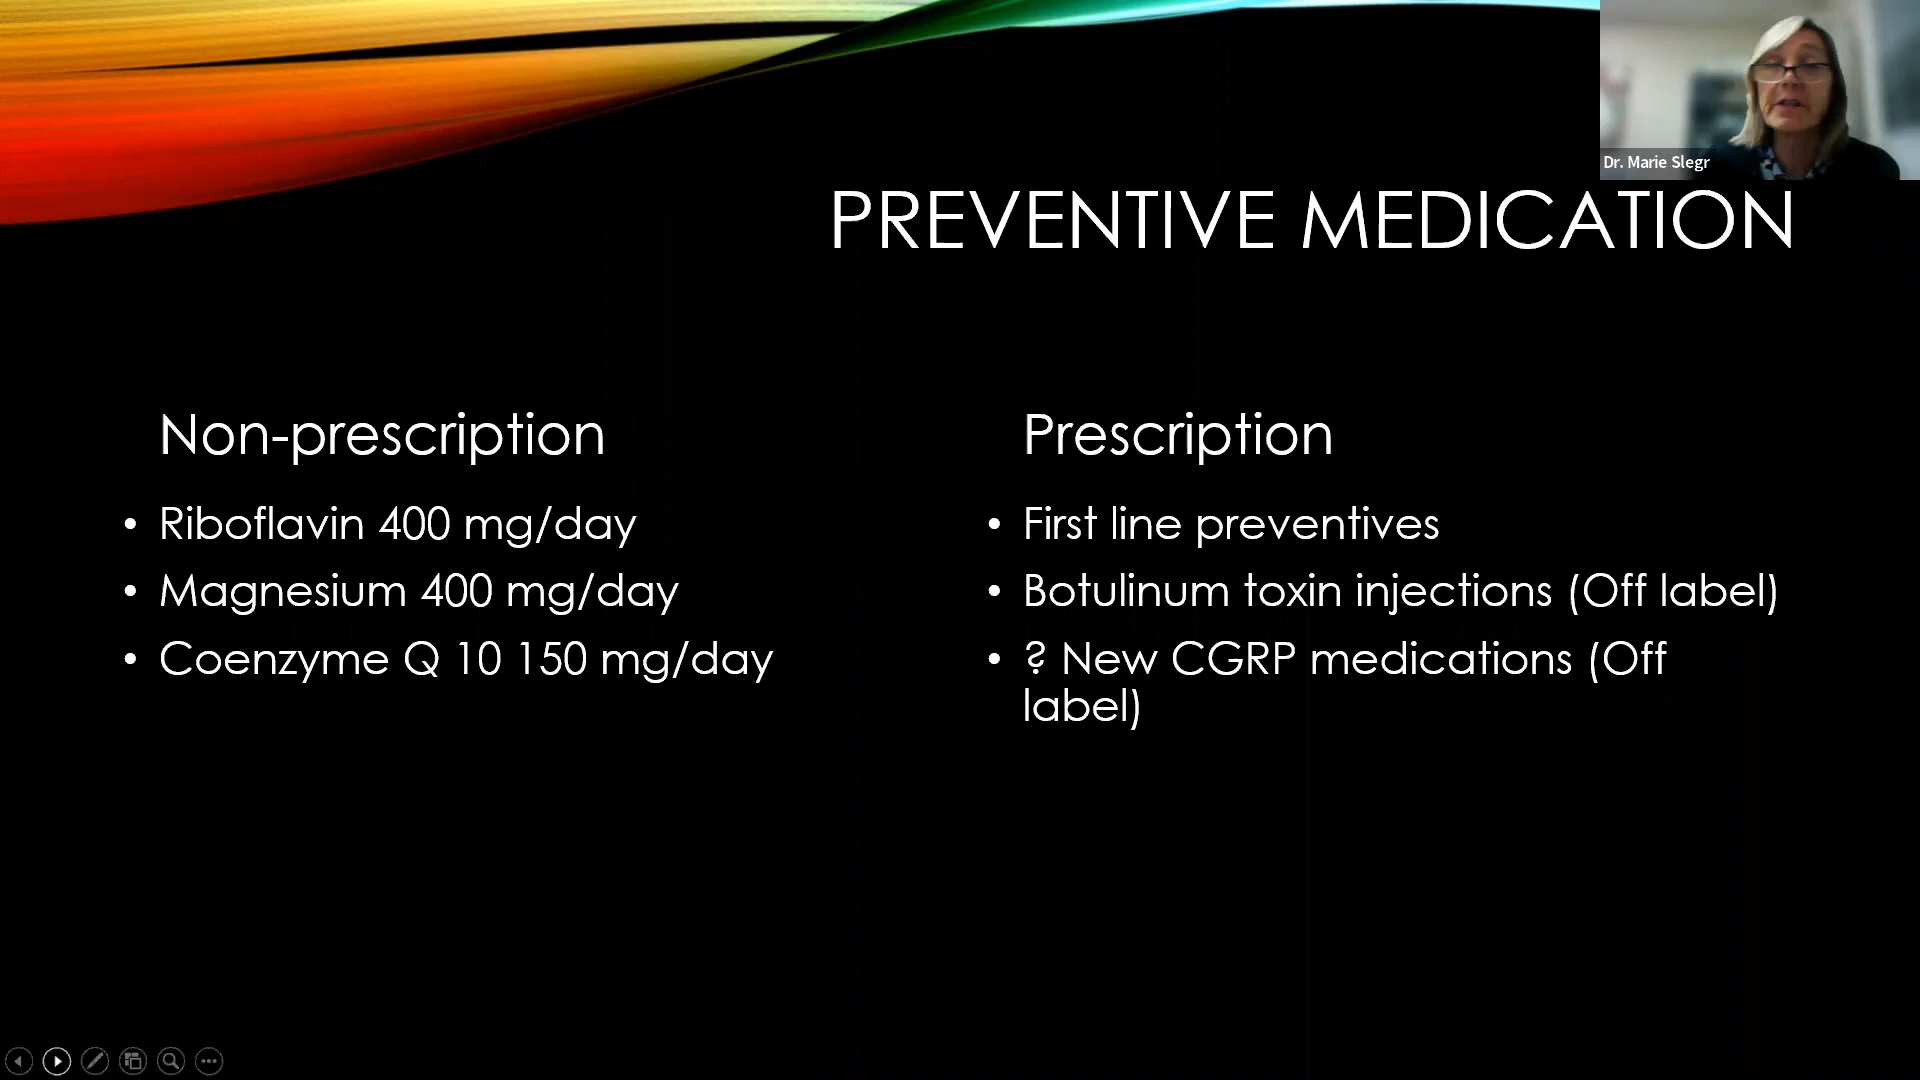 Dr. Marie Slegr
PREVENTIVE MEDICATION
Non-prescription
• Riboflavin 400 mg/day
• Magnesium 400 mg/day
• Coenzyme Q 10 150 mg/day
Prescription
• First line preventives
• Botulinum toxin injections (Off label)
• ? New CGRP medications (Off
label)